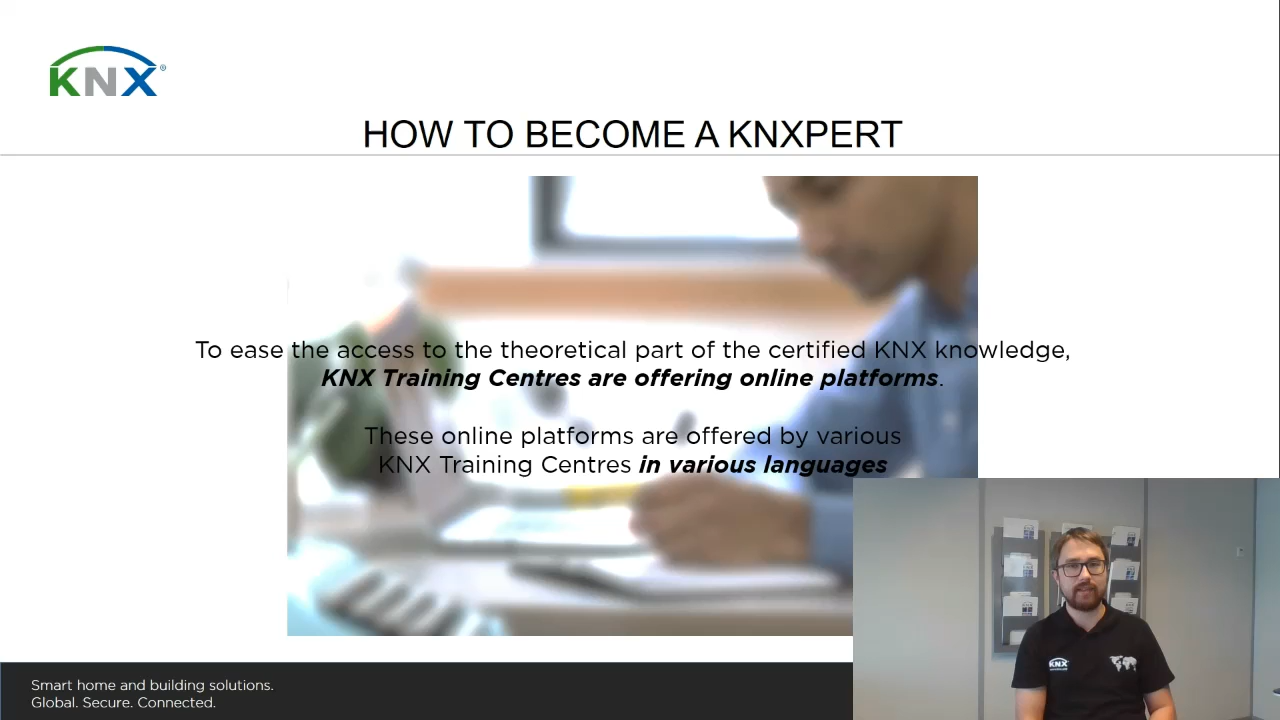 KNX®
HOW TO BECOME A KNXPERT
To ease the access to the theoretical part of the certified KNX knowledge,
KNX Training Centres are offering online platforms.
These online platforms are offered by various
KNX Training Centres in various languages
Smart home and building solutions.
Global. Secure. Connected.
KNX